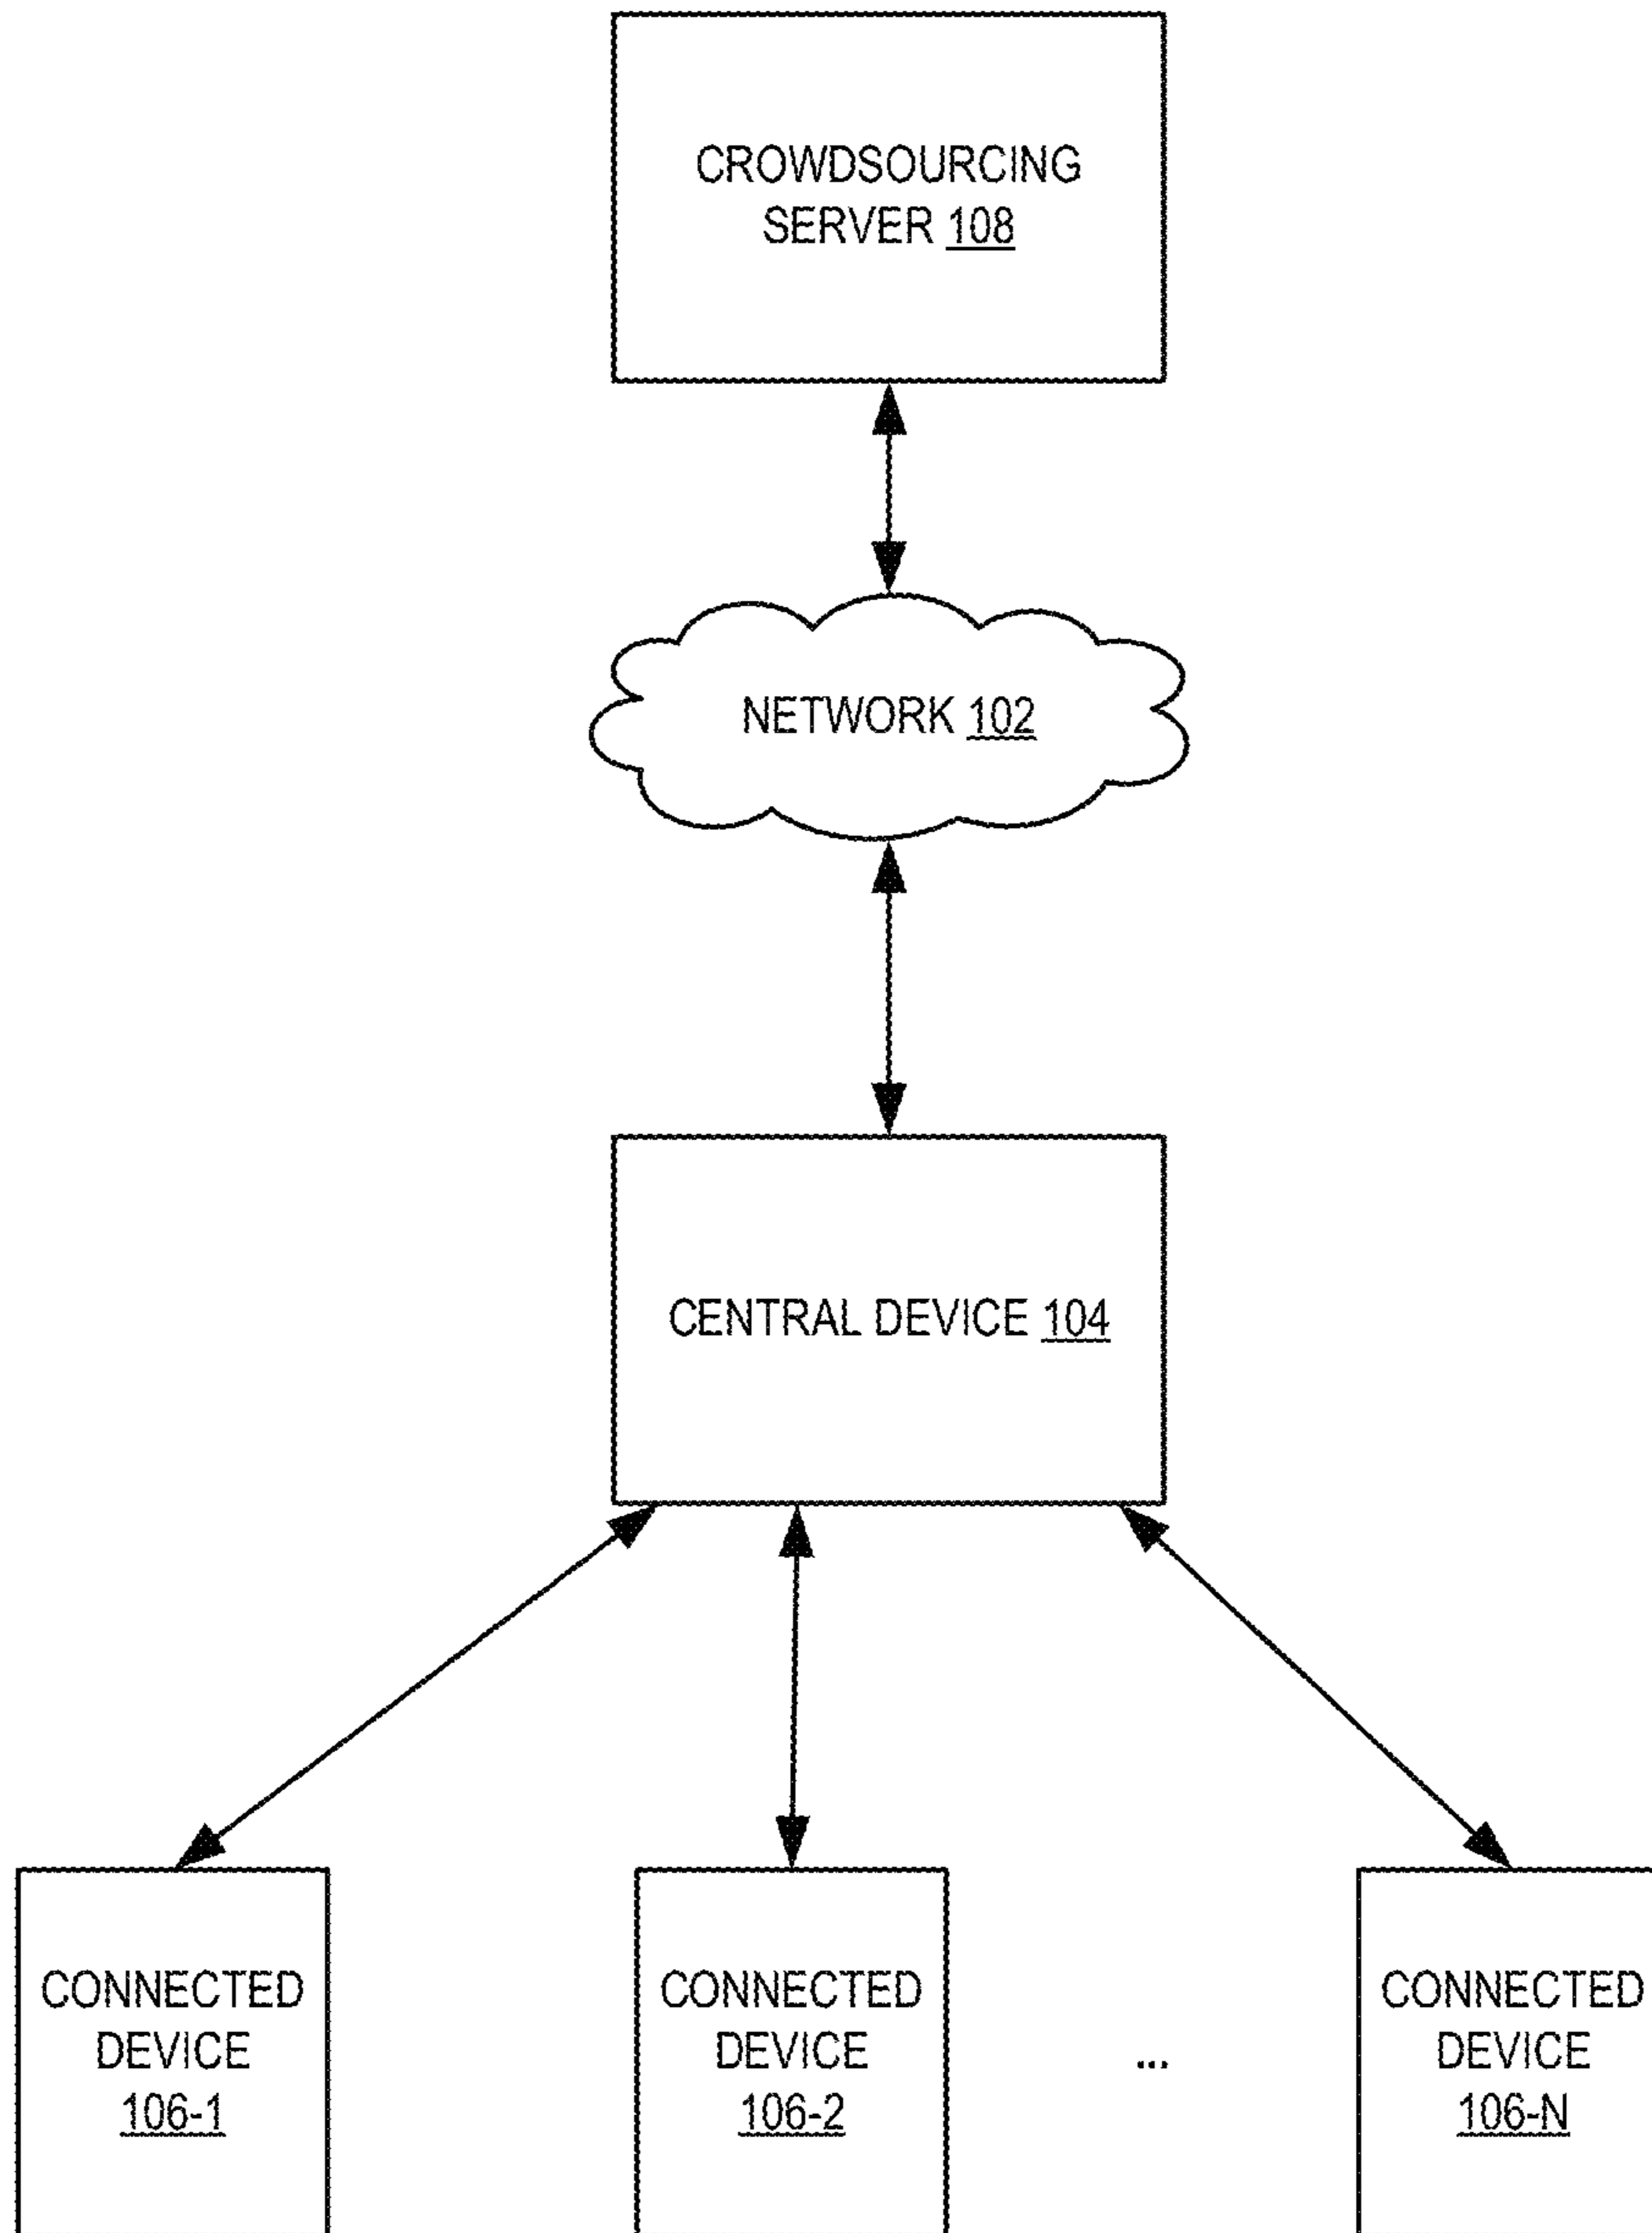 CROWDSOURCING
SERVER 108
NETWORK 102
CENTRAL DEVICE 104
CONNECTED
DEVICE
106-1
CONNECTED
DEVICE
106-2
...
CONNECTED
DEVICE
106-N